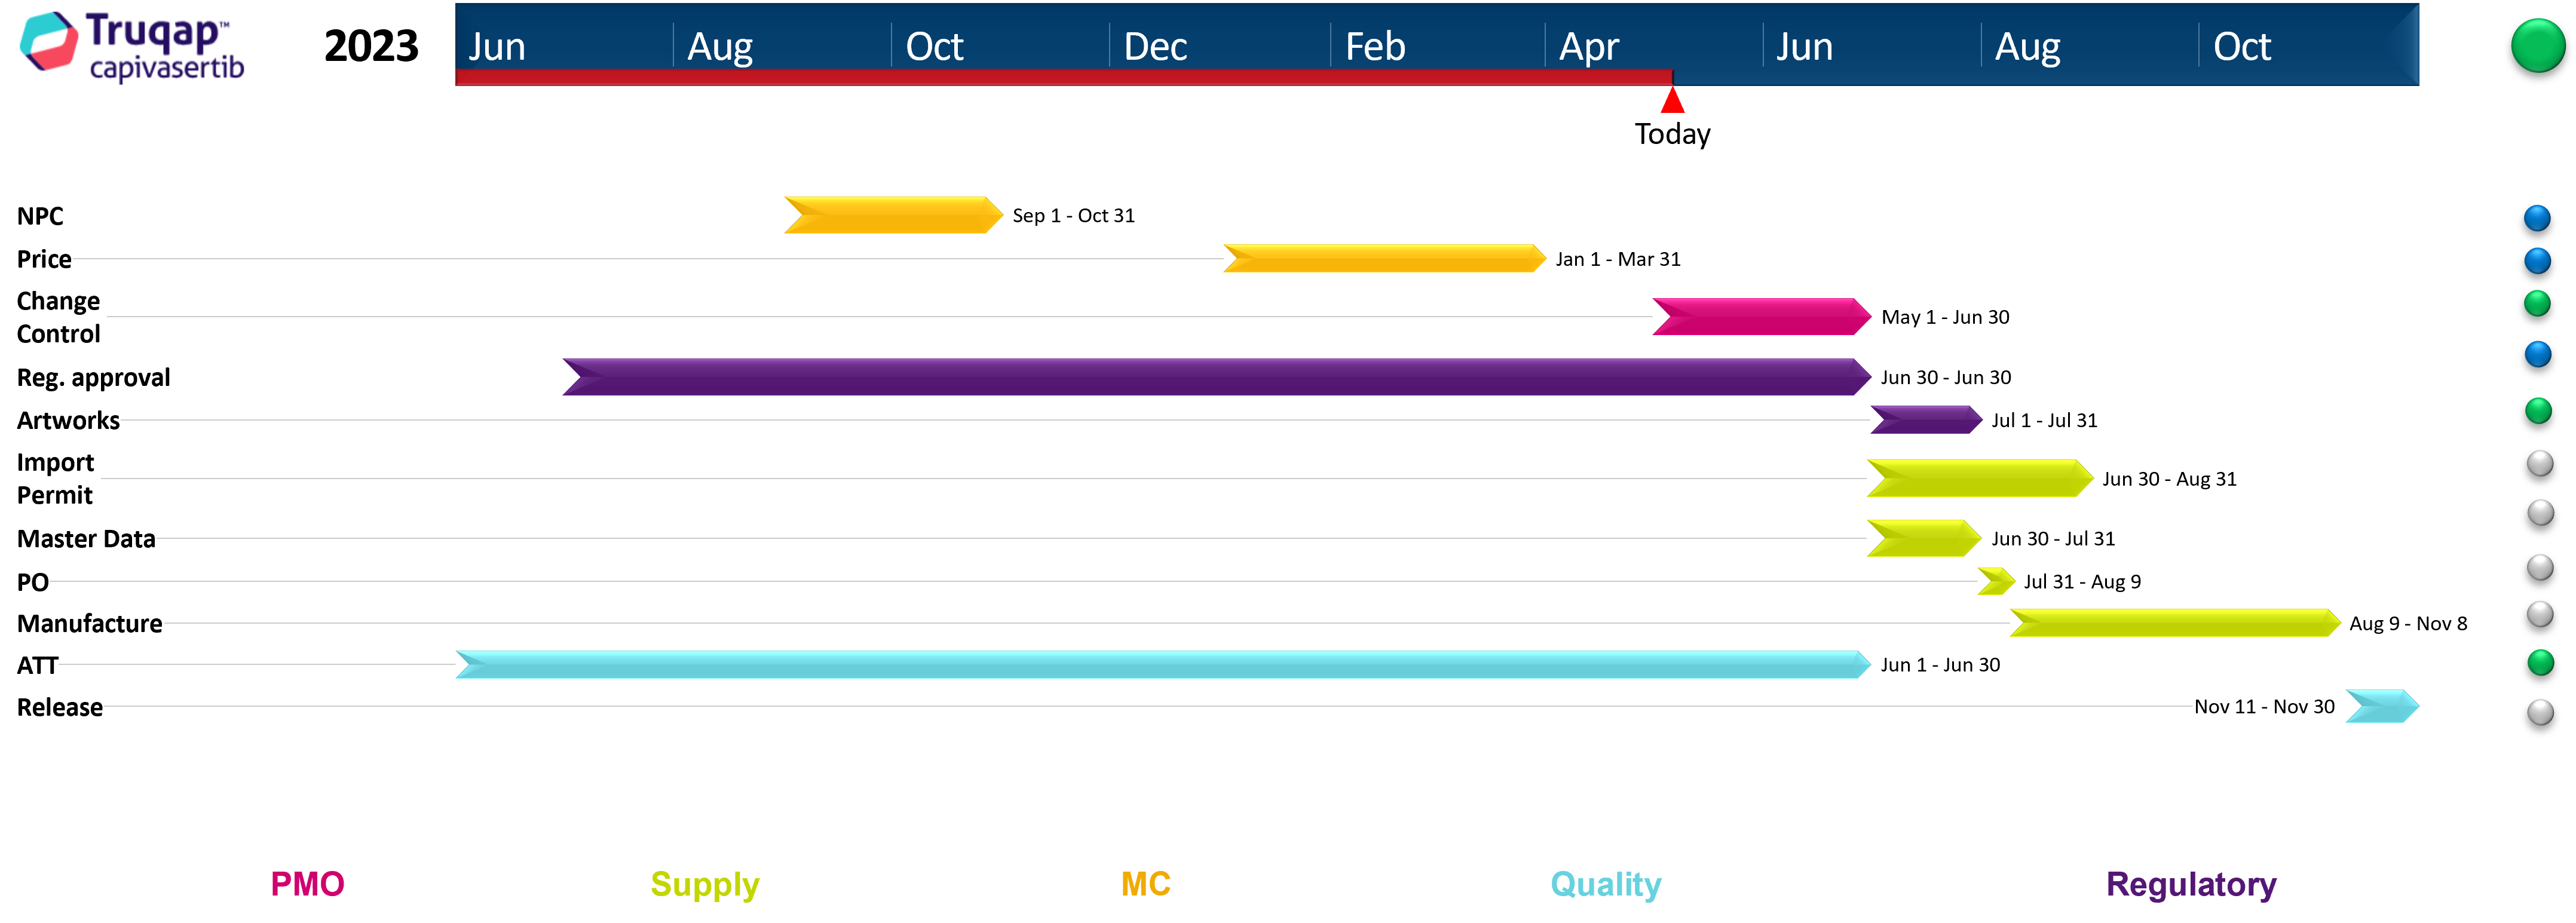 Truqap™
capivasertib
2023
Jun Aug Oct Dec Feb Apr Jun Aug Oct
Today
NPC Sep 1 - Oct 31
Price Jan 1 - Mar 31
Change
Control May 1 - Jun 30
Reg. approval Jun 30 - Jun 30
Artworks Jul 1 - Jul 31
Import
Permit Jun 30 - Aug 31
Master Data Jun 30 - Jul 31
PO Jul 31 - Aug 9
Manufacture Aug 9 - Nov 8
ATT Jun 1 - Jun 30
Release Nov 11 - Nov 30
PMO Supply MC Quality Regulatory